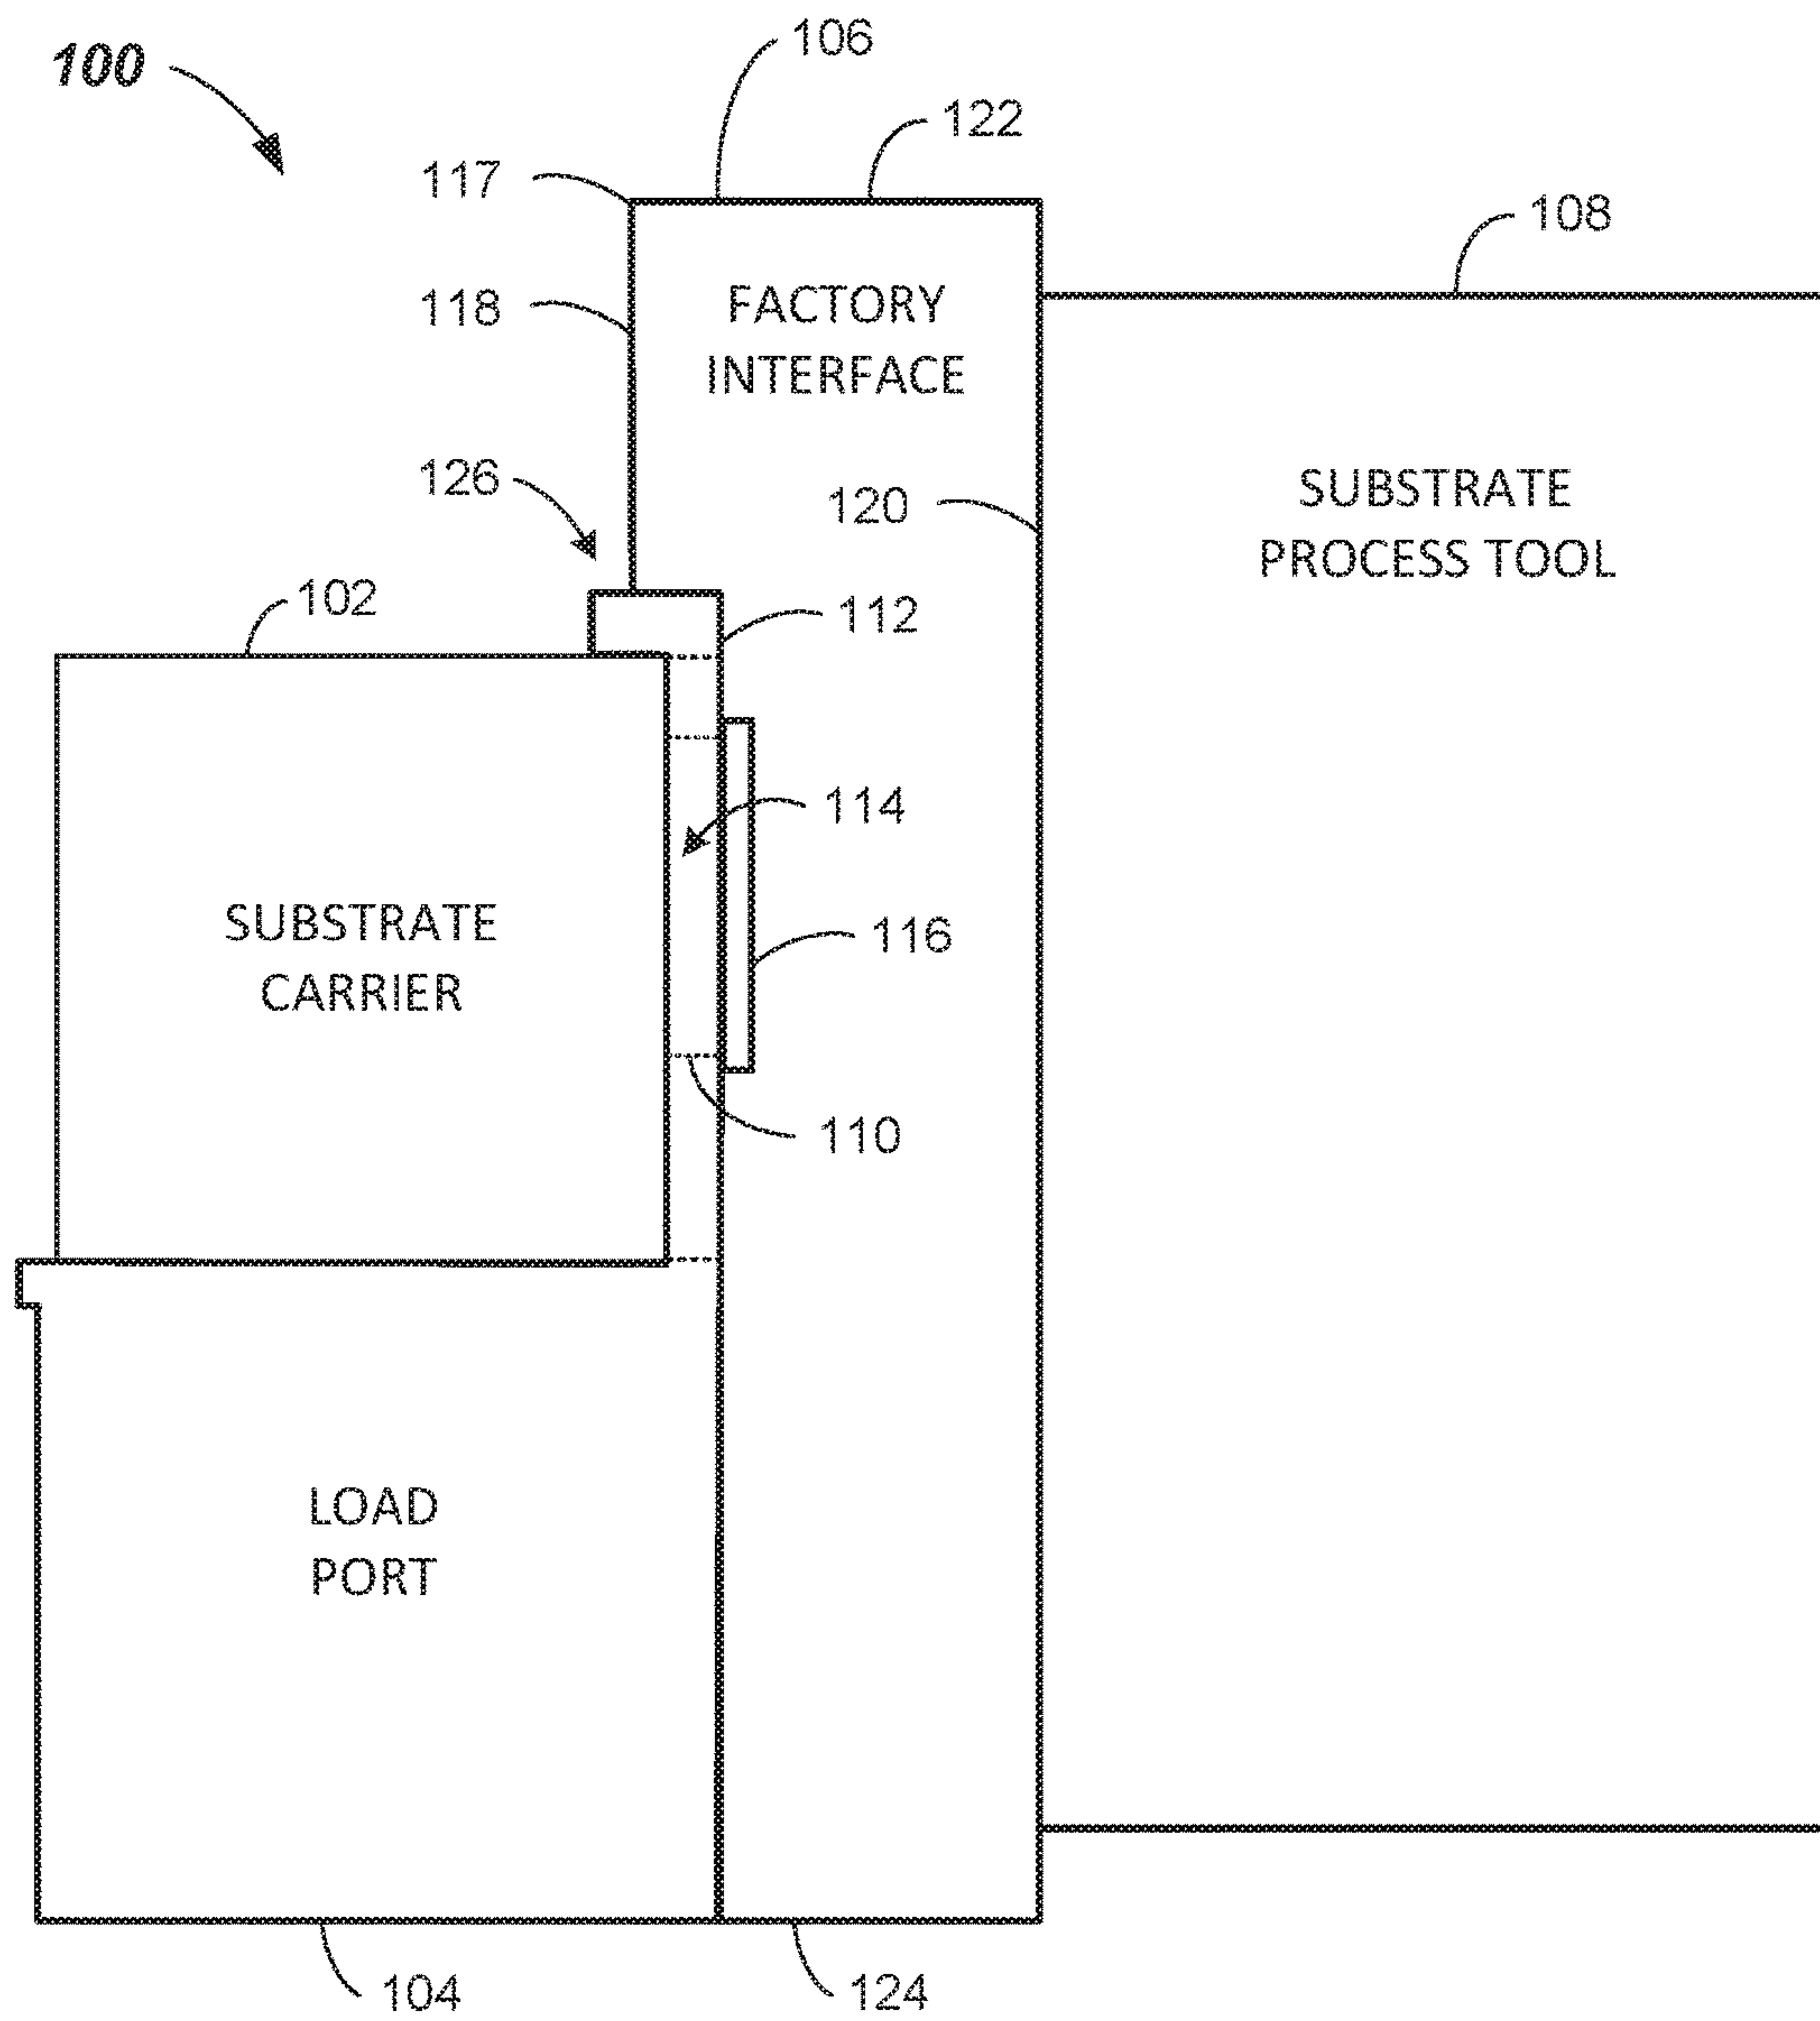 100
106
122
117
108
118
FACTORY
INTERFACE
126
120
SUBSTRATE
PROCESS TOOL
102
112
114
SUBSTRATE
CARRIER
116
110
LOAD
PORT
104
124